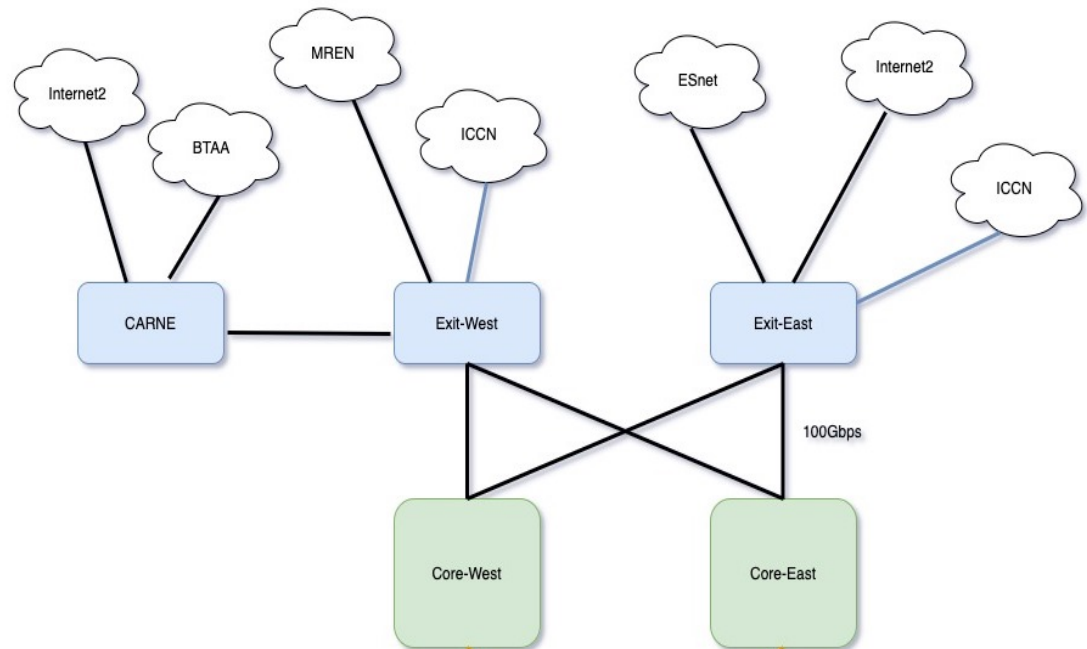 MREN
Internet2
ESnet
Internet2
BTAA
ICCN
ICCN
CARNE
Exit-West
Exit-East
100Gbps
Core-West
Core-East